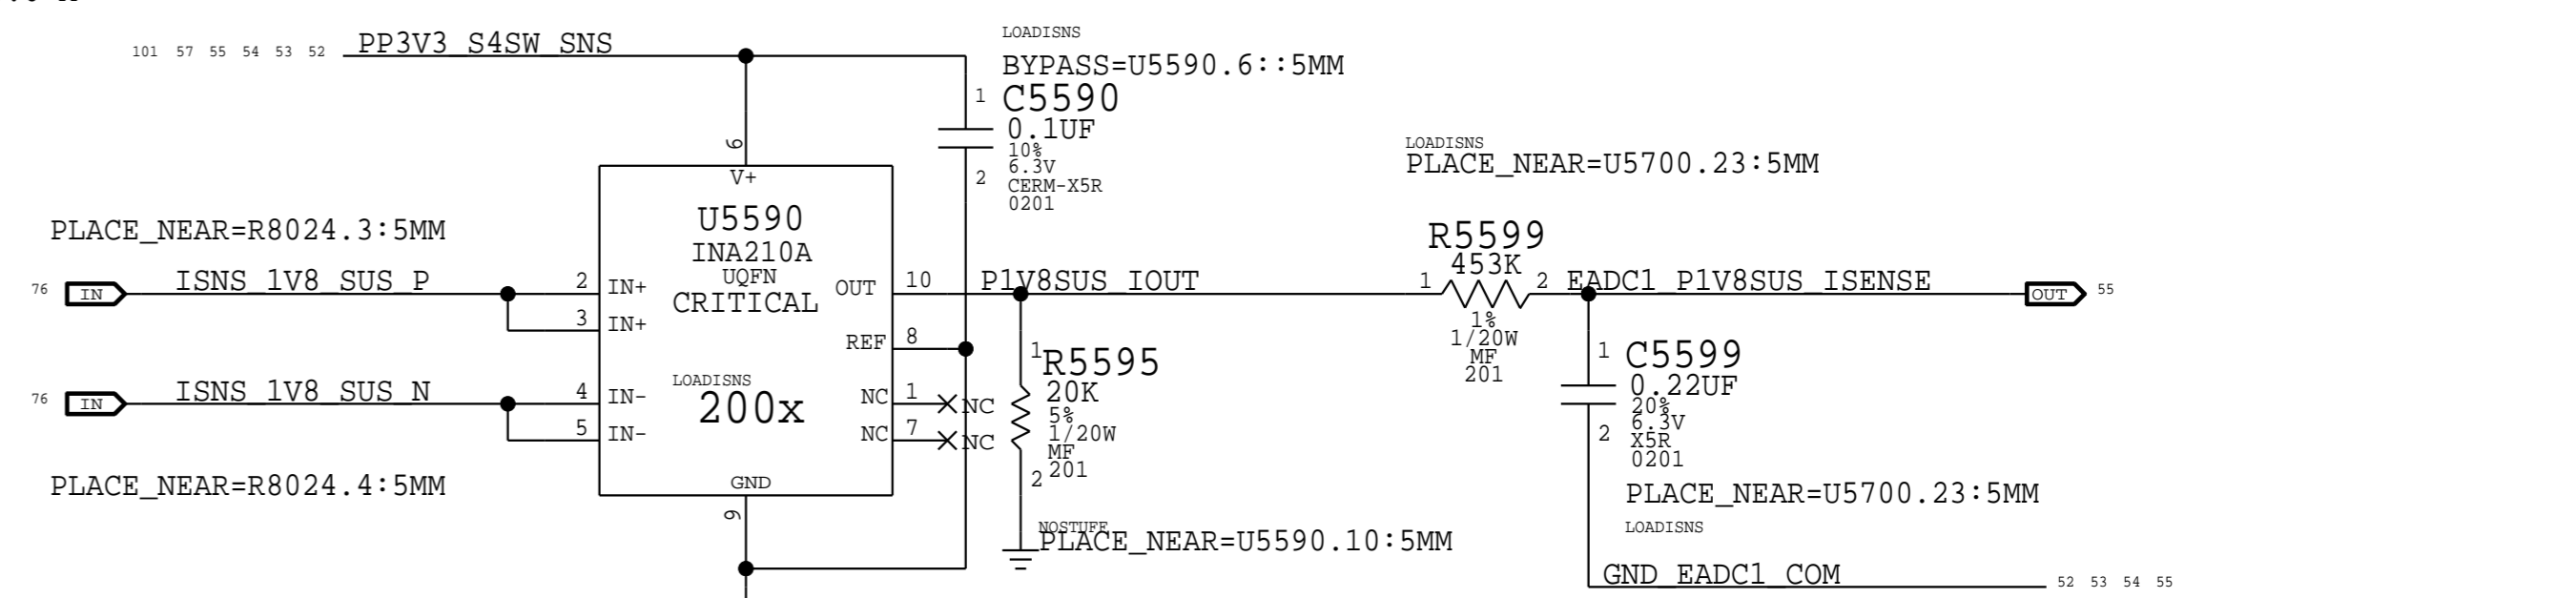 101 57 55 54 53 52 PP3V3_S4SW_SNS
LOADISNS
BYPASS=U5590.6::5MM
1 C5590
0.1UF
10%
6.3V
2 CERM-X5R
0201
6
V+
U5590
INA210A
UQFN
CRITICAL
LOADISNS
200x
GND
9
PLACE_NEAR=R8024.3:5MM
76 IN ISNS_1V8_SUS_P 2 IN+
3 IN+
76 IN ISNS_1V8_SUS_N 4 IN-
5 IN-
PLACE_NEAR=R8024.4:5MM
OUT 10 P1V8SUS_IOUT
REF 8
NC 1 NC
NC 7 NC
1 R5595
20K
5%
1/20W
MF
2 201
NOSTUFF
PLACE_NEAR=U5590.10:5MM
LOADISNS
PLACE_NEAR=U5700.23:5MM
R5599
453K
1 2 EADC1_P1V8SUS_ISENSE OUT 55
1%
1/20W
MF
201
1 C5599
0.22UF
20%
6.3V
2 X5R
0201
PLACE_NEAR=U5700.23:5MM
LOADISNS
GND_EADC1_COM 52 53 54 55